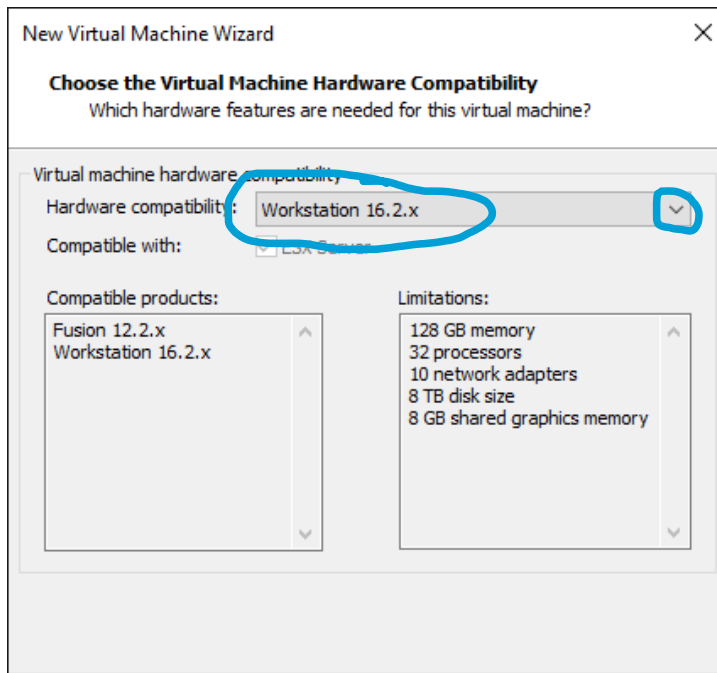 New Virtual Machine Wizard
Choose the Virtual Machine Hardware Compatibility
Which hardware features are needed for this virtual machine?
Virtual machine hardware compatibility
Hardware compatibility: Workstation 16.2.x
Compatible with: ESX Server
Compatible products: Limitations:
Fusion 12.2.x 128 GB memory
Workstation 16.2.x 32 processors
10 network adapters
8 TB disk size
8 GB shared graphics memory